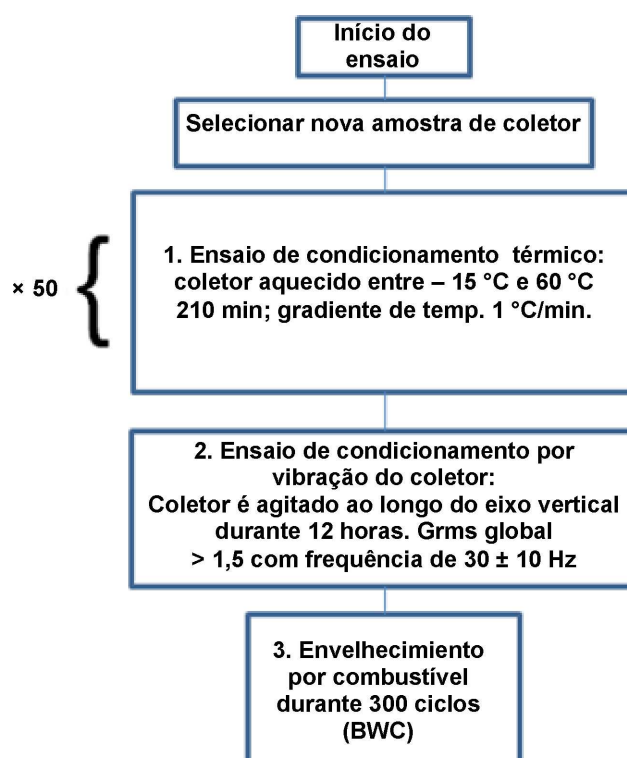 Início do
ensaio
Selecionar nova amostra de coletor
× 50
{
1. Ensaio de condicionamento térmico:
coletor aquecido entre – 15 °C e 60 °C
210 min; gradiente de temp. 1 °C/min.
2. Ensaio de condicionamento por
vibração do coletor:
Coletor é agitado ao longo do eixo vertical
durante 12 horas. Grms global
> 1,5 com frequência de 30 ± 10 Hz
3. Envelhecimiento
por combustível
durante 300 ciclos
(BWC)